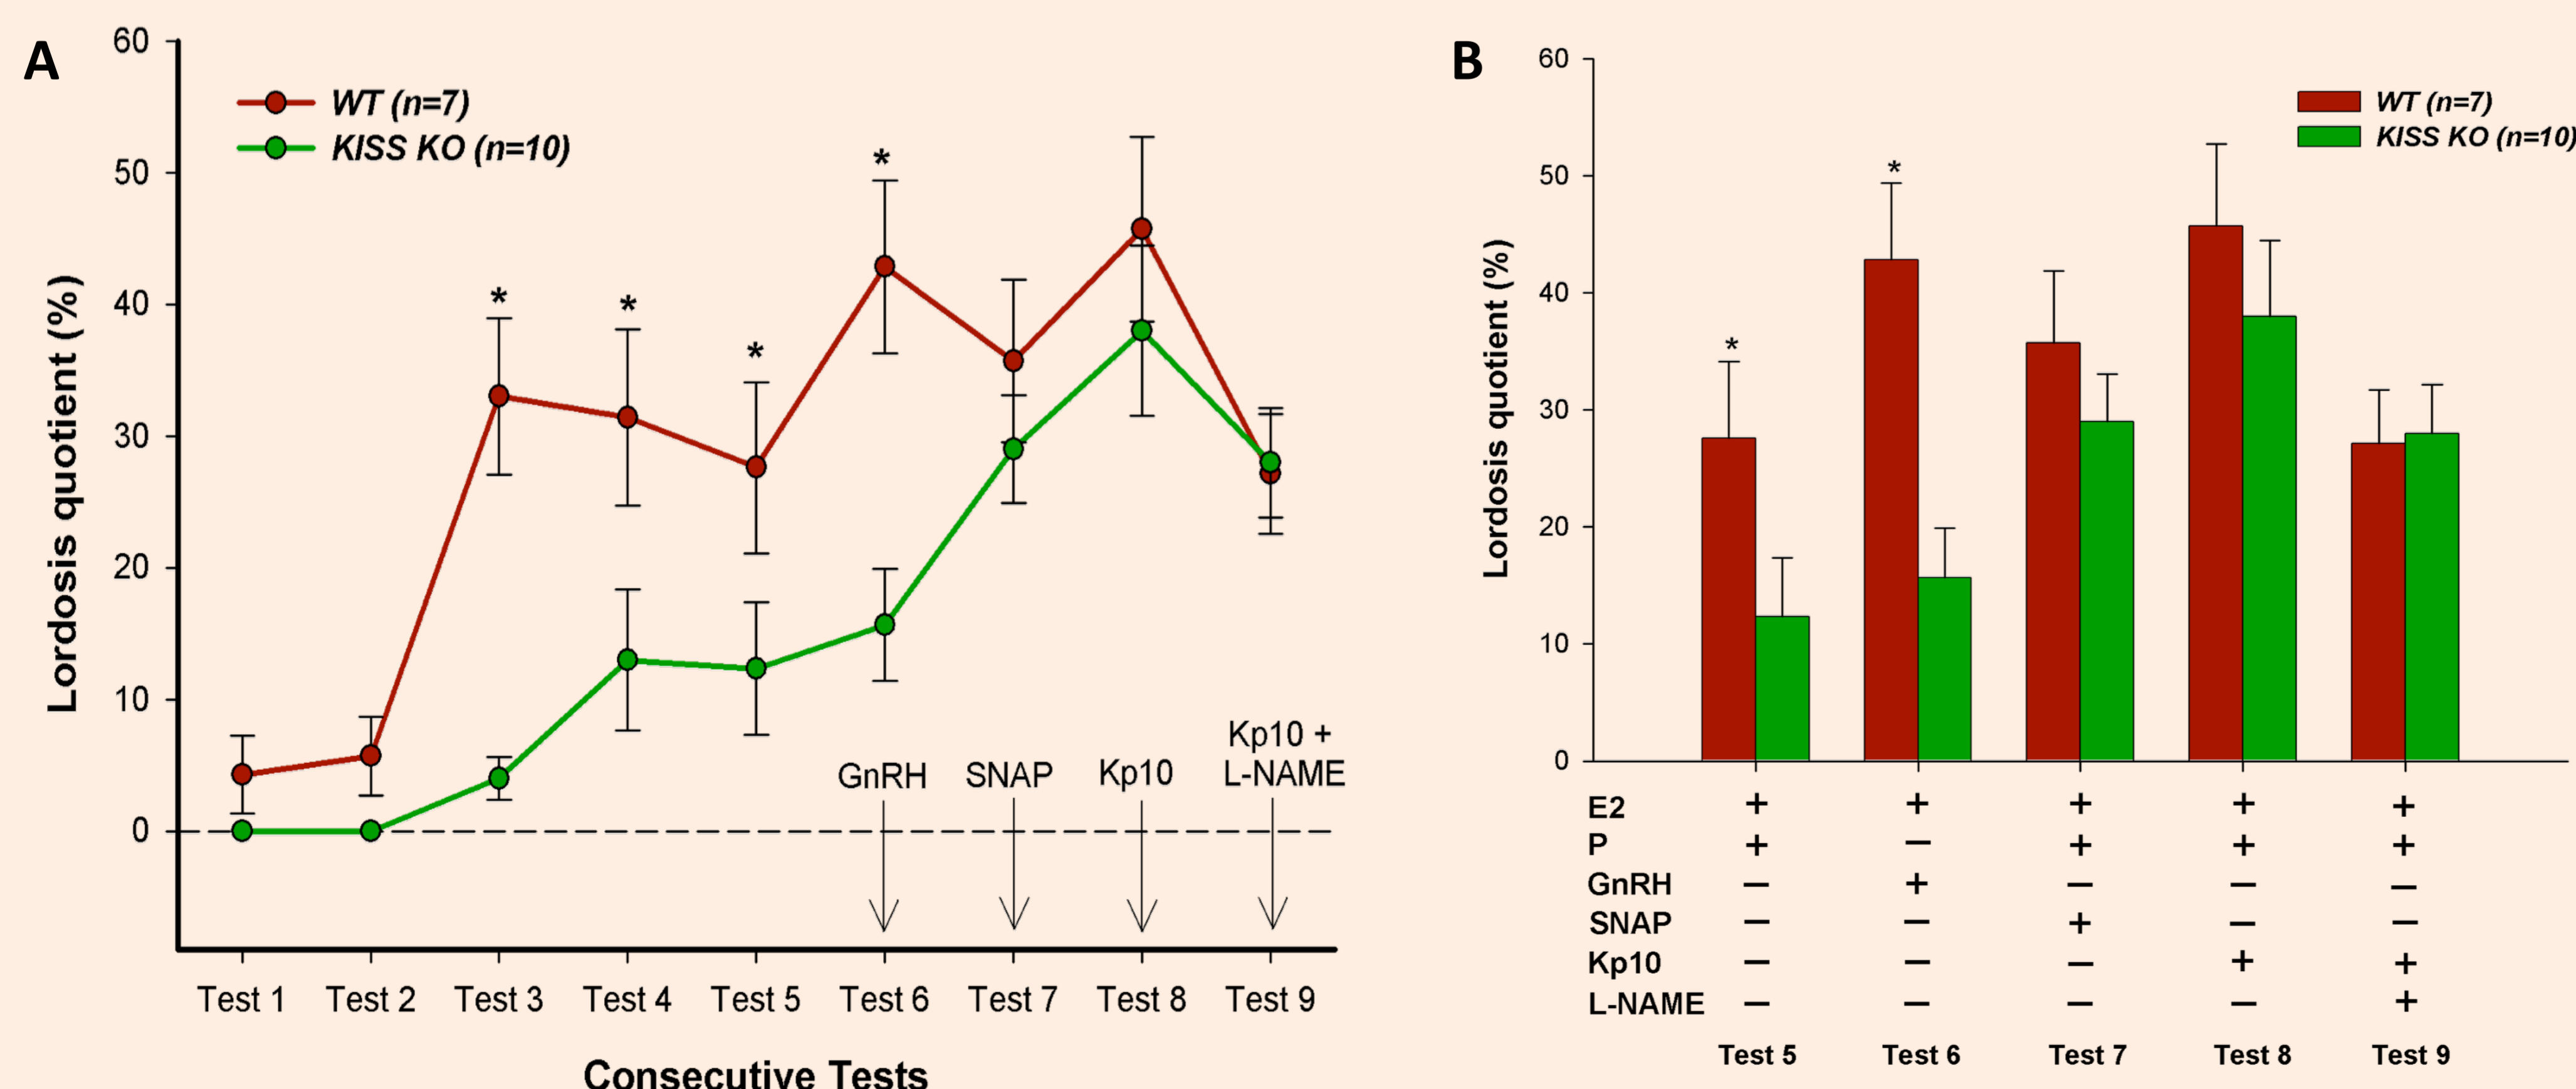 A
60
50
40
30
20
10
0
Lordosis quotient (%)
WT (n=7)
KISS KO (n=10)
*
*
*
*
GnRH
SNAP
Kp10
Kp10 +
L-NAME
Test 1 Test 2 Test 3 Test 4 Test 5 Test 6 Test 7 Test 8 Test 9
Consecutive Tests
B
60
50
40
30
20
10
0
Lordosis quotient (%)
WT (n=7)
KISS KO (n=10)
*
*
E2 + + + + +
P + – + + +
GnRH – + – – –
SNAP – – + – –
Kp10 – – – + +
L-NAME – – – – +
Test 5 Test 6 Test 7 Test 8 Test 9